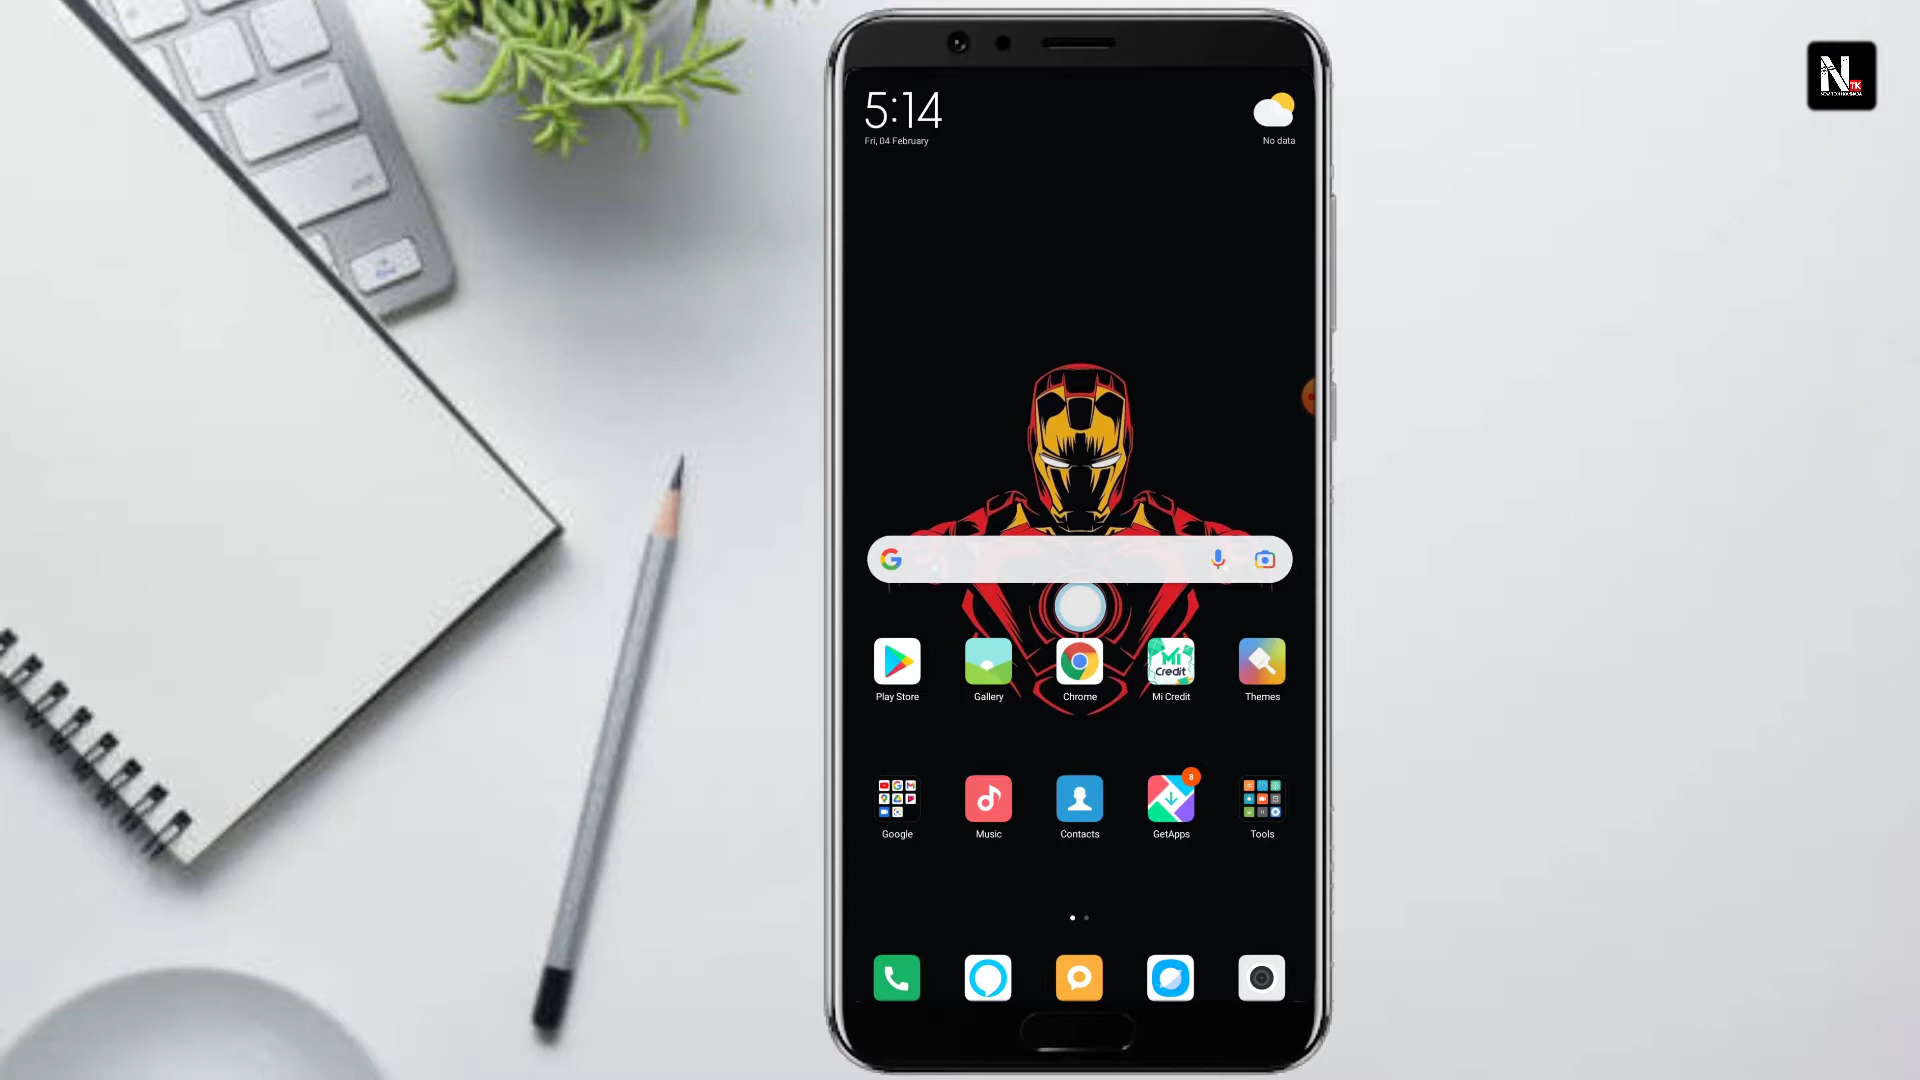 5:14
Fri, 04 February
No data
N
TK
Play Store
Gallery
Mi
Credit
Chrome
Mi Credit
Themes
8
Google
Music
Contacts
GetApps
Tools